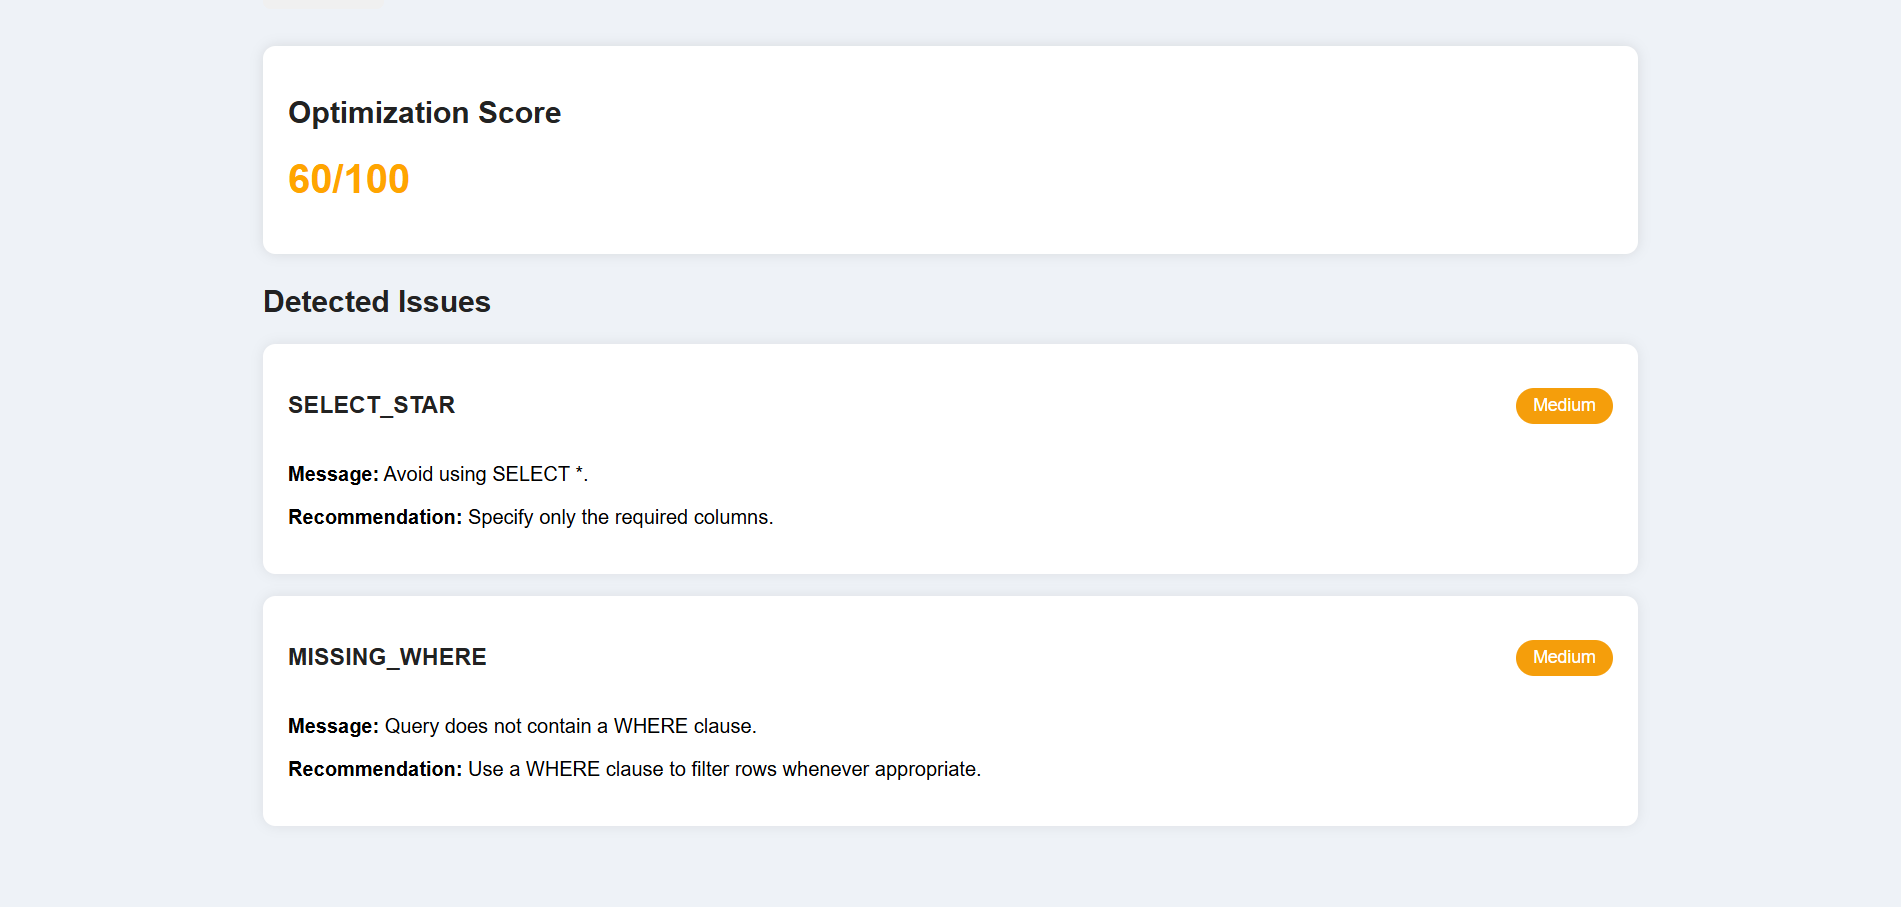 Optimization Score
60/100
Detected Issues
SELECT_STAR
Medium
Message: Avoid using SELECT *.
Recommendation: Specify only the required columns.
MISSING_WHERE
Medium
Message: Query does not contain a WHERE clause.
Recommendation: Use a WHERE clause to filter rows whenever appropriate.